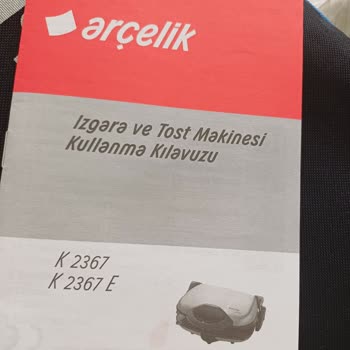 arçelik
Izgara ve Tost Makinesi
Kullanma Kılavuzu
K 2367
K 2367 E